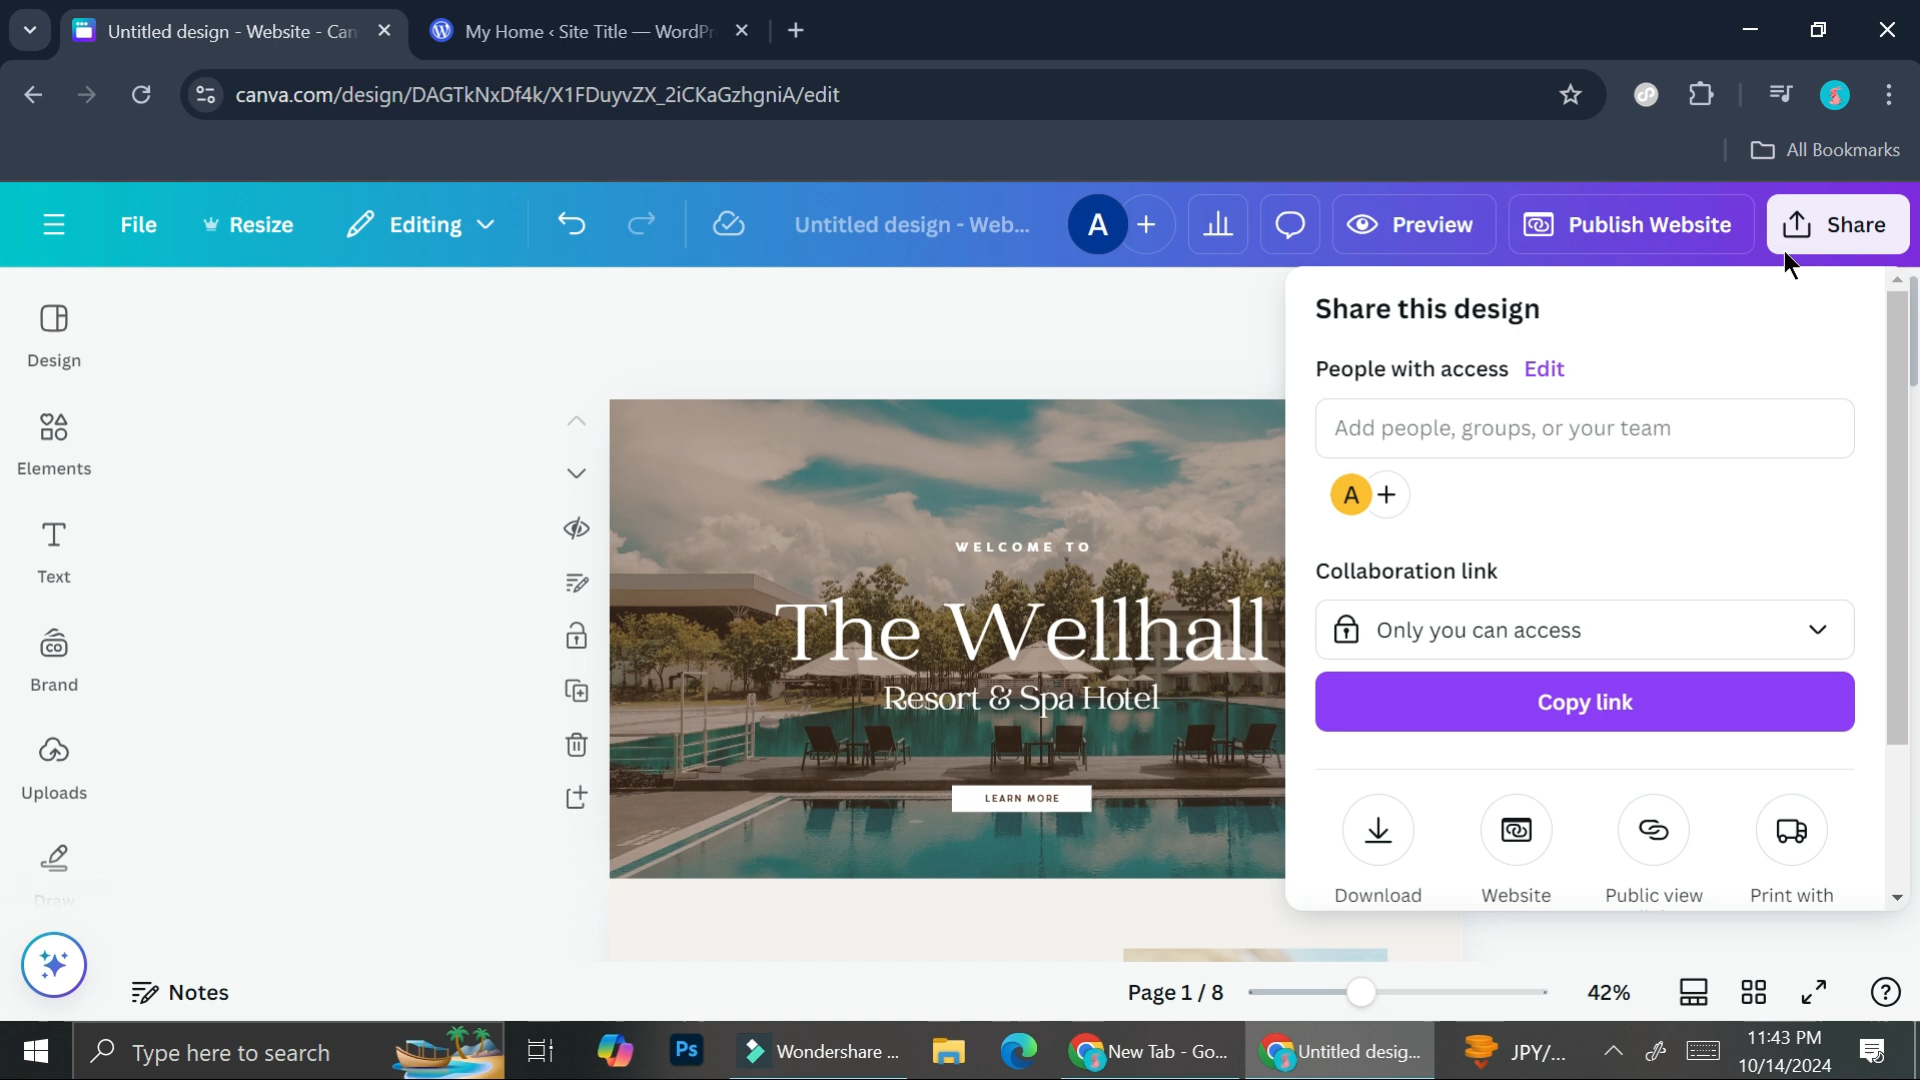 Untitled design - Website - Can
My Home ‹ Site Title — WordPr
canva.com/design/DAGTkNxDf4k/X1FDuyvZX_2iCKaGzhgniA/edit
All Bookmarks
File
Resize
Editing
Untitled design - Web...
A
Preview
Publish Website
Share
Design
Elements
Text
CO
Brand
Uploads
Draw
WELCOME TO
The Wellhall
Resort & Spa Hotel
LEARN MORE
Share this design
People with access Edit
Add people, groups, or your team
A
Collaboration link
Only you can access
Copy link
Download
Website
Public view
Print with
Notes
Page 1 / 8
42%
Type here to search
Ps
Wondershare ...
New Tab - Go...
Untitled desig...
JPY/...
11:43 PM
10/14/2024